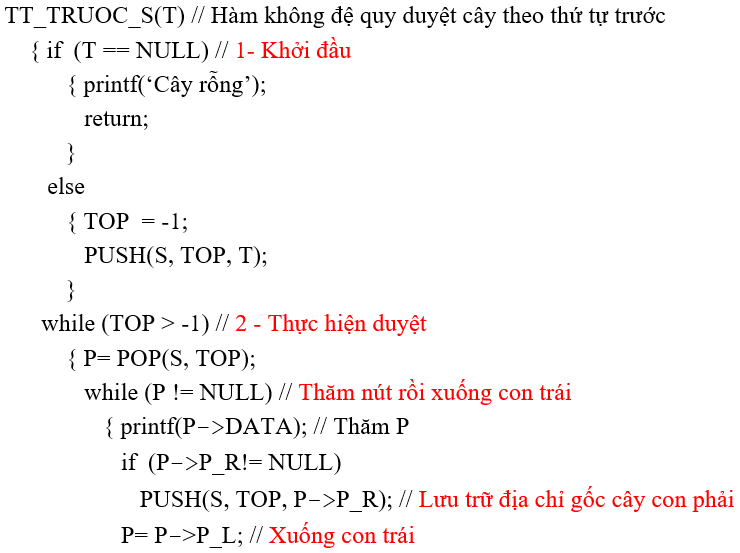 TT_TRUOC_S(T) // Hàm không đệ quy duyệt cây theo thứ tự trước
{ if (T == NULL) // 1- Khởi đầu
{ printf(‘Cây rỗng’);
return;
}
else
{ TOP = -1;
PUSH(S, TOP, T);
}
while (TOP > -1) // 2 - Thực hiện duyệt
{ P= POP(S, TOP);
while (P != NULL) // Thăm nút rồi xuống con trái
{ printf(P−>DATA); // Thăm P
if (P−>P_R!= NULL)
PUSH(S, TOP, P−>P_R); // Lưu trữ địa chỉ gốc cây con phải
P= P−>P_L; // Xuống con trái